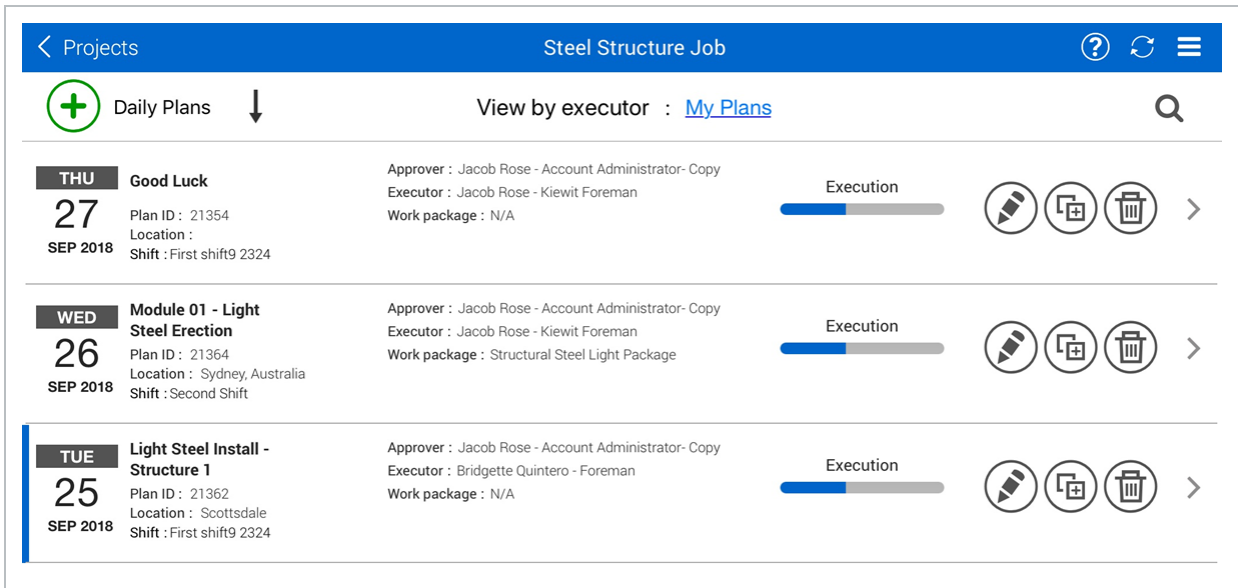 Projects
Steel Structure Job
?
Daily Plans
View by executor : My Plans
THU
27
SEP 2018
Good Luck
Plan ID : 21354
Location :
Shift : First shift9 2324
Approver : Jacob Rose - Account Administrator- Copy
Executor : Jacob Rose - Kiewit Foreman
Work package : N/A
Execution
WED
26
SEP 2018
Module 01 - Light
Steel Erection
Plan ID : 21364
Location : Sydney, Australia
Shift : Second Shift
Approver : Jacob Rose - Account Administrator- Copy
Executor : Jacob Rose - Kiewit Foreman
Work package : Structural Steel Light Package
Execution
TUE
25
SEP 2018
Light Steel Install -
Structure 1
Plan ID : 21362
Location : Scottsdale
Shift : First shift9 2324
Approver : Jacob Rose - Account Administrator- Copy
Executor : Bridgette Quintero - Foreman
Work package : N/A
Execution